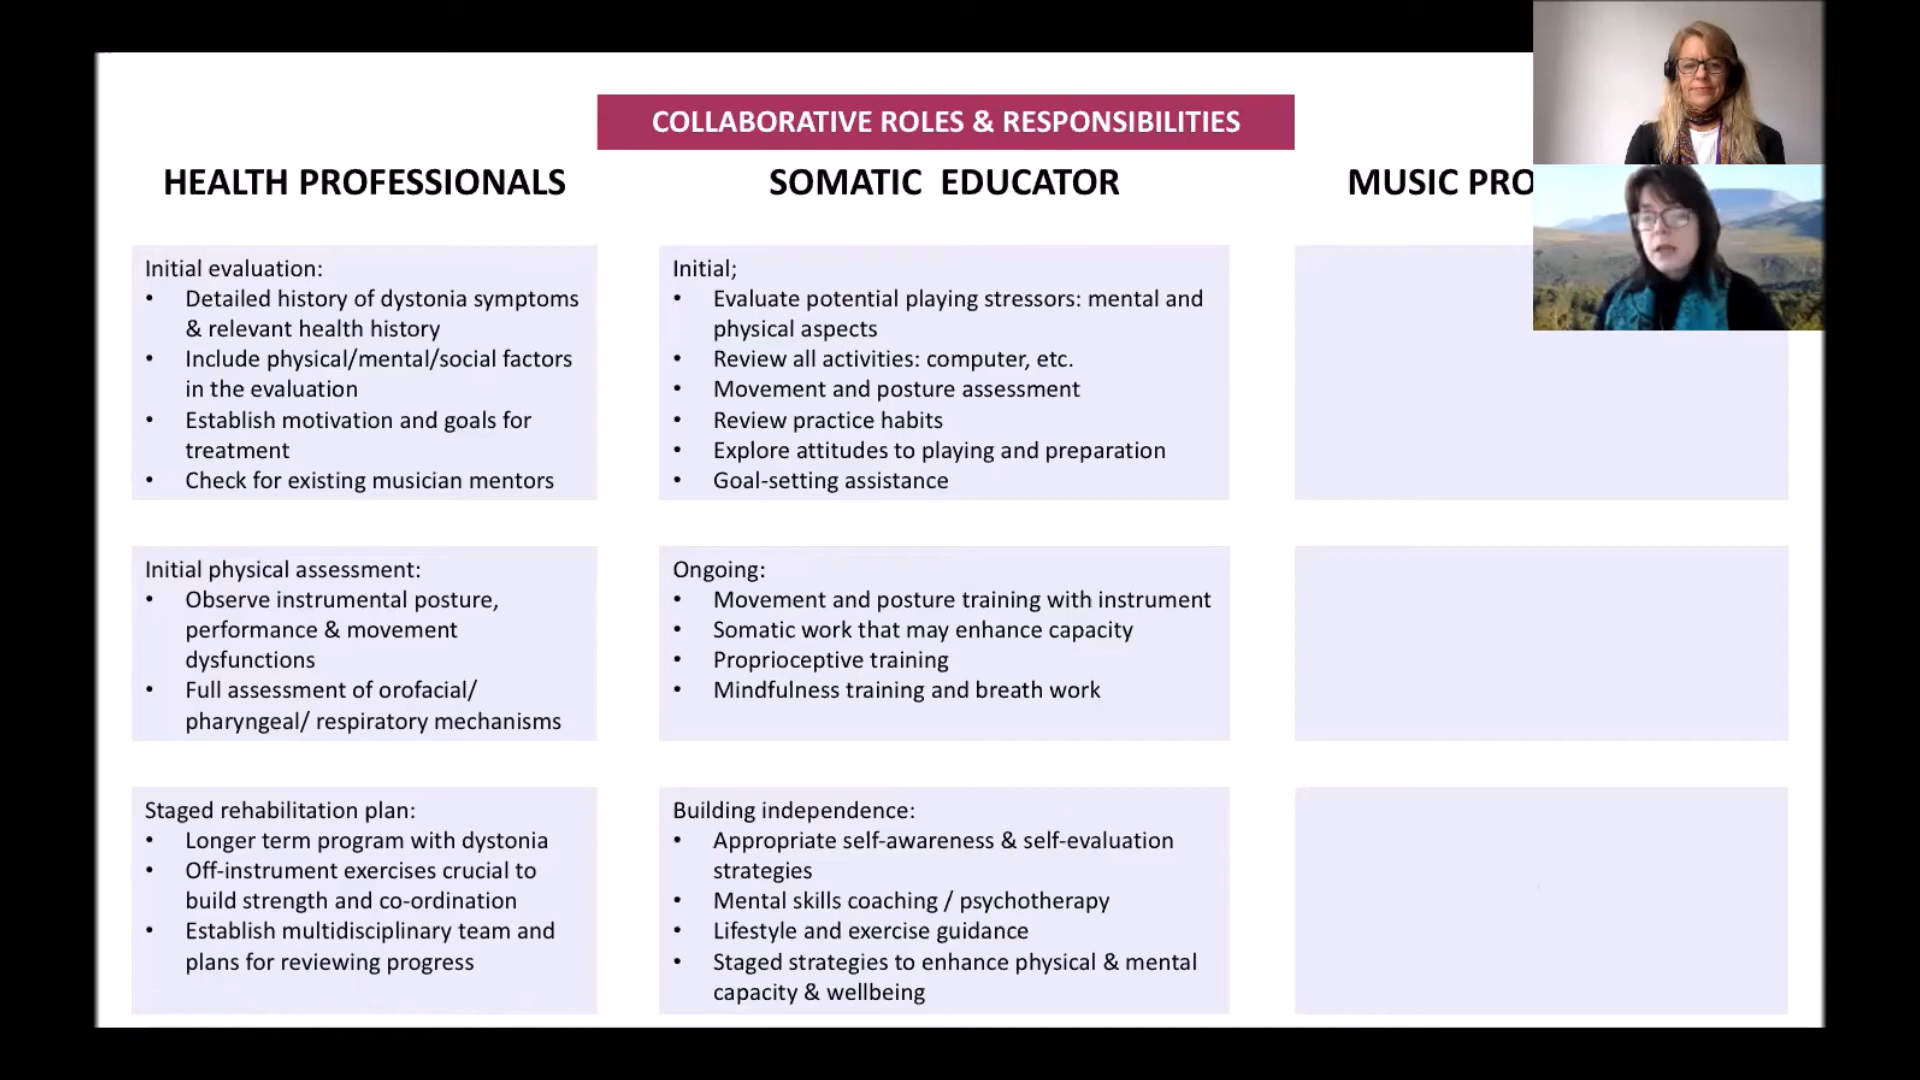 COLLABORATIVE ROLES & RESPONSIBILITIES
HEALTH PROFESSIONALS
Initial evaluation:
• Detailed history of dystonia symptoms
& relevant health history
• Include physical/mental/social factors
in the evaluation
• Establish motivation and goals for
treatment
• Check for existing musician mentors
Initial physical assessment:
• Observe instrumental posture,
performance & movement
dysfunctions
• Full assessment of orofacial/
pharyngeal/ respiratory mechanisms
Staged rehabilitation plan:
• Longer term program with dystonia
• Off-instrument exercises crucial to
build strength and co-ordination
• Establish multidisciplinary team and
plans for reviewing progress
SOMATIC EDUCATOR
Initial;
• Evaluate potential playing stressors: mental and
physical aspects
• Review all activities: computer, etc.
• Movement and posture assessment
• Review practice habits
• Explore attitudes to playing and preparation
• Goal-setting assistance
Ongoing:
• Movement and posture training with instrument
• Somatic work that may enhance capacity
• Proprioceptive training
• Mindfulness training and breath work
Building independence:
• Appropriate self-awareness & self-evaluation
strategies
• Mental skills coaching / psychotherapy
• Lifestyle and exercise guidance
• Staged strategies to enhance physical & mental
capacity & wellbeing
MUSIC PRO